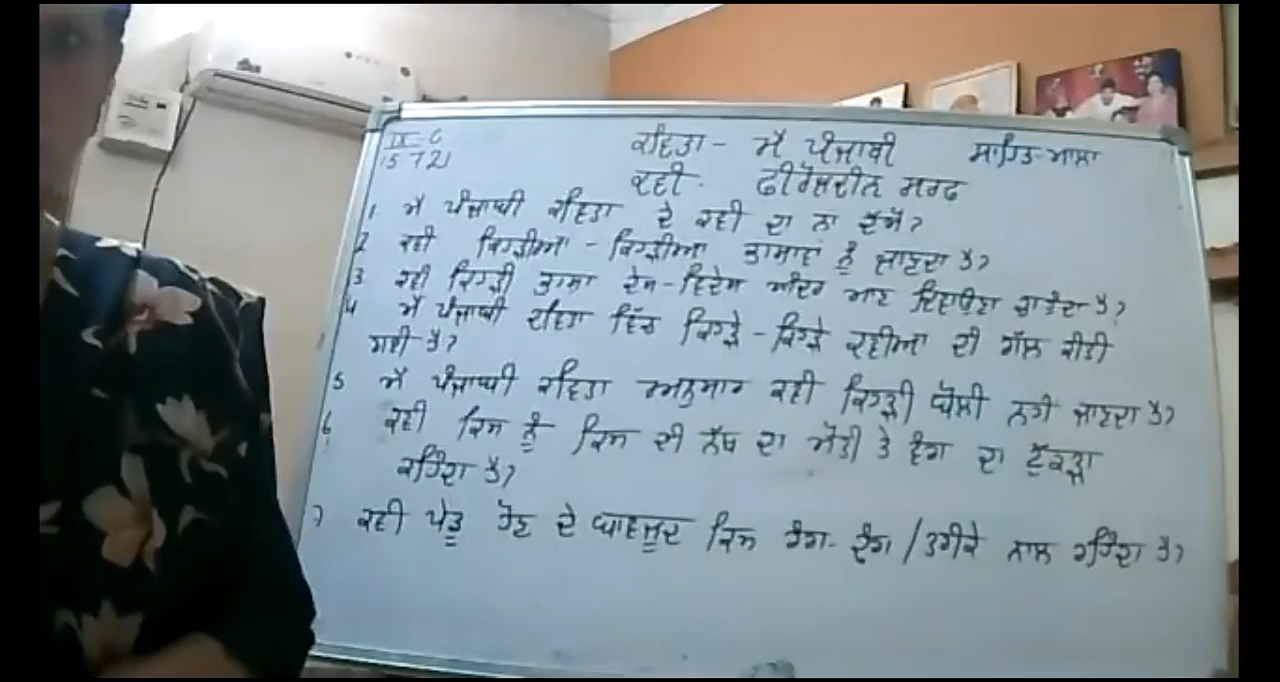 IX-C
15 7 21
ਕਵਿਤਾ - ਮੈਂ ਪੰਜਾਬੀ ਸਾਹਿਤ-ਮਾਲਾ
ਕਵੀ - ਫੀਰੋਜ਼ਦੀਨ ਸ਼ਰਫ
1 ਮੈਂ ਪੰਜਾਬੀ ਕਵਿਤਾ ਦੇ ਕਵੀ ਦਾ ਨਾਂ ਦੱਸੋ?
2 ਕਵੀ ਕਿਹੜੀਆਂ - ਕਿਹੜੀਆਂ ਭਾਸ਼ਾਵਾਂ ਨੂੰ ਜਾਣਦਾ ਹੈ?
3 ਕਵੀ ਕਿਹੜੀ ਭਾਸ਼ਾ ਦੇਸ਼-ਵਿਦੇਸ਼ ਅੰਦਰ ਮਾਣ ਦਿਵਾਉਣਾ ਚਾਹੁੰਦਾ ਹੈ?
4 ਮੈਂ ਪੰਜਾਬੀ ਕਵਿਤਾ ਵਿੱਚ ਕਿਹੜੇ - ਕਿਹੜੇ ਕਵੀਆਂ ਦੀ ਗੱਲ ਕੀਤੀ
ਗਈ ਹੈ?
5 ਮੈਂ ਪੰਜਾਬੀ ਕਵਿਤਾ ਅਨੁਸਾਰ ਕਵੀ ਕਿਹੜੀ ਬੋਲੀ ਨਹੀਂ ਜਾਣਦਾ ਹੈ?
6 ਕਵੀ ਕਿਸ ਨੂੰ ਕਿਸ ਦੀ ਨੱਥ ਦਾ ਮੋਤੀ ਤੇ ਵੰਗ ਦਾ ਟੁੱਕੜਾ
ਕਹਿੰਦਾ ਹੈ?
7 ਕਵੀ ਪੇਂਡੂ ਹੋਣ ਦੇ ਬਾਵਜੂਦ ਕਿਸ ਰੰਗ-ਢੰਗ / ਤਰੀਕੇ ਨਾਲ ਰਹਿੰਦਾ ਹੈ?